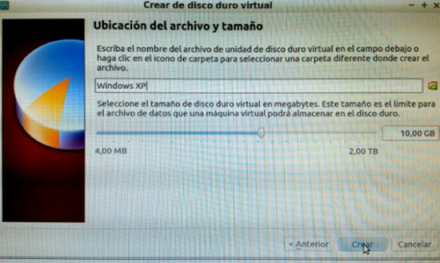 Crear de disco duro virtual
Ubicación del archivo y tamaño
Escriba el nombre del archivo de unidad de disco duro virtual en el campo debajo o
haga clic en el icono de carpeta para seleccionar una carpeta diferente donde crear el
archivo.
Windows XP
Seleccione el tamaño de disco duro virtual en megabytes. Este tamaño es el límite para
el archivo de datos que una máquina virtual podrá almacenar en el disco duro.
10,00 GB
4,00 MB
2,00 TB
< Anterior
Crear
Cancelar